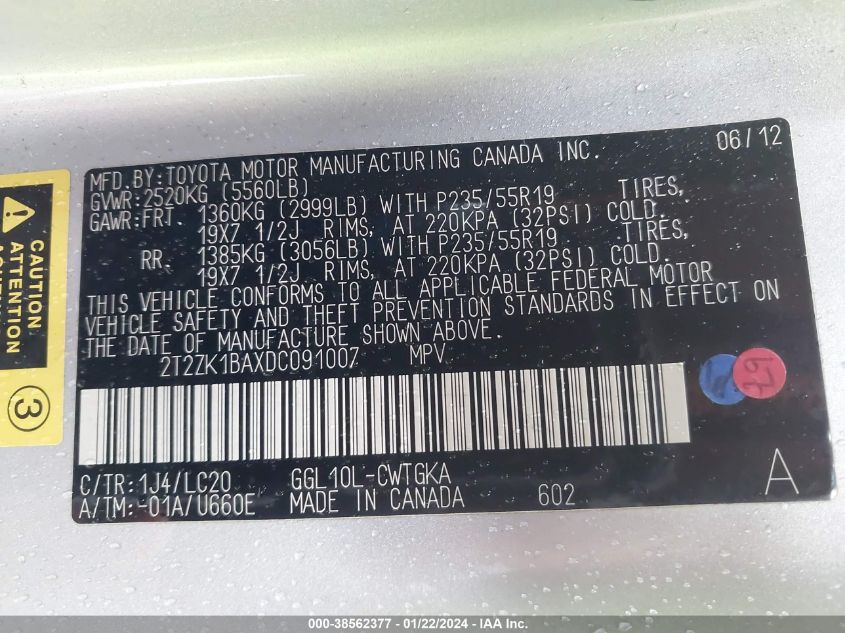 MFD. BY: TOYOTA MOTOR MANUFACTURING CANADA INC. 06/12
GVWR: 2520KG (5560LB)
GAWR: FRT. 1360KG (2999LB) WITH P235/55R19 TIRES,
19X7 1/2J RIMS, AT 220KPA (32PSI) COLD.
RR. 1385KG (3056LB) WITH P235/55R19 TIRES,
19X7 1/2J RIMS, AT 220KPA (32PSI) COLD.
THIS VEHICLE CONFORMS TO ALL APPLICABLE FEDERAL MOTOR
VEHICLE SAFETY AND THEFT PREVENTION STANDARDS IN EFFECT ON
THE DATE OF MANUFACTURE SHOWN ABOVE.
2T2ZK1BAXDC091007 MPV
C/TR: 1J4/LC20 GGL10L-CWTGKA
A/TM: -01A/U660E MADE IN CANADA 602 A
CAUTION
ATTENTION
3
67
000-38562377 - 01/22/2024 - IAA Inc.